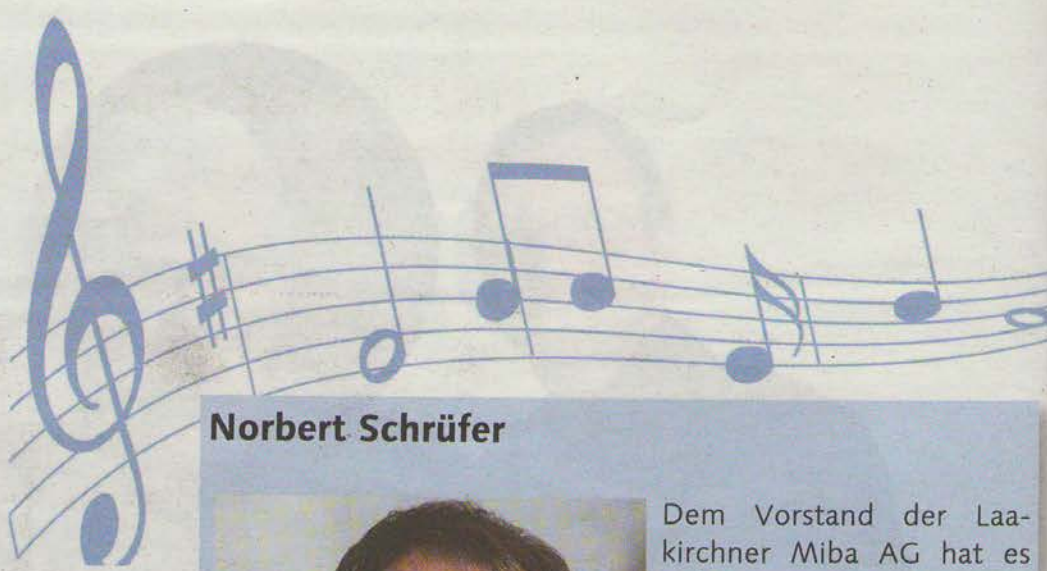 Norbert Schrüfer
Dem Vorstand der Laa-
kirchner Miba AG hat es